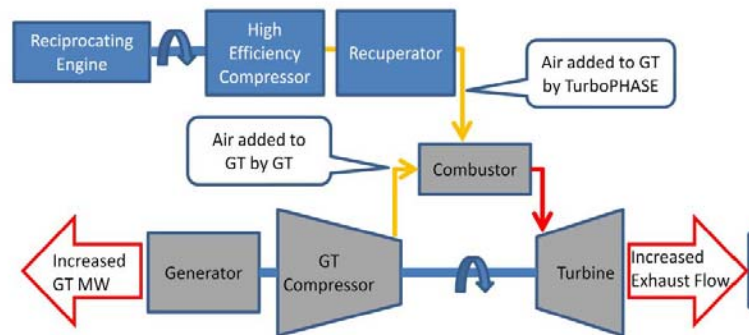 Reciprocating
Engine
High
Efficiency
Compressor
Recuperator
Air added to GT
by TurboPHASE
Air added to
GT by GT
Combustor
Increased
GT MW
Generator
GT
Compressor
Turbine
Increased
Exhaust Flow